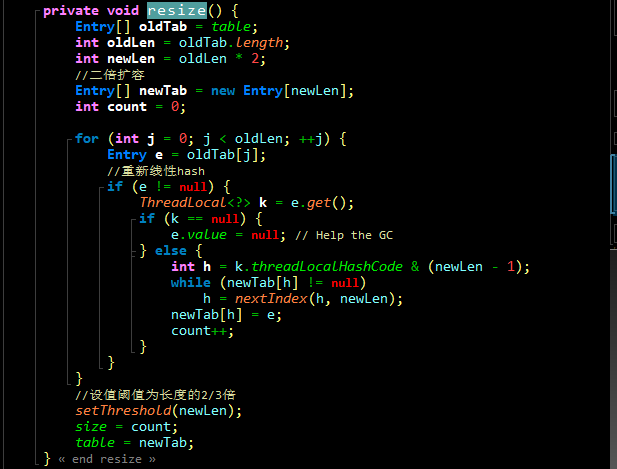 private void resize() {
Entry[] oldTab = table;
int oldLen = oldTab.length;
int newLen = oldLen * 2;
//二倍扩容
Entry[] newTab = new Entry[newLen];
int count = 0;
for (int j = 0; j < oldLen; ++j) {
Entry e = oldTab[j];
//重新线性hash
if (e != null) {
ThreadLocal<?> k = e.get();
if (k == null) {
e.value = null; // Help the GC
} else {
int h = k.threadLocalHashCode & (newLen - 1);
while (newTab[h] != null)
h = nextIndex(h, newLen);
newTab[h] = e;
count++;
}
}
}
//设值阈值为长度的2/3倍
setThreshold(newLen);
size = count;
table = newTab;
} « end resize »